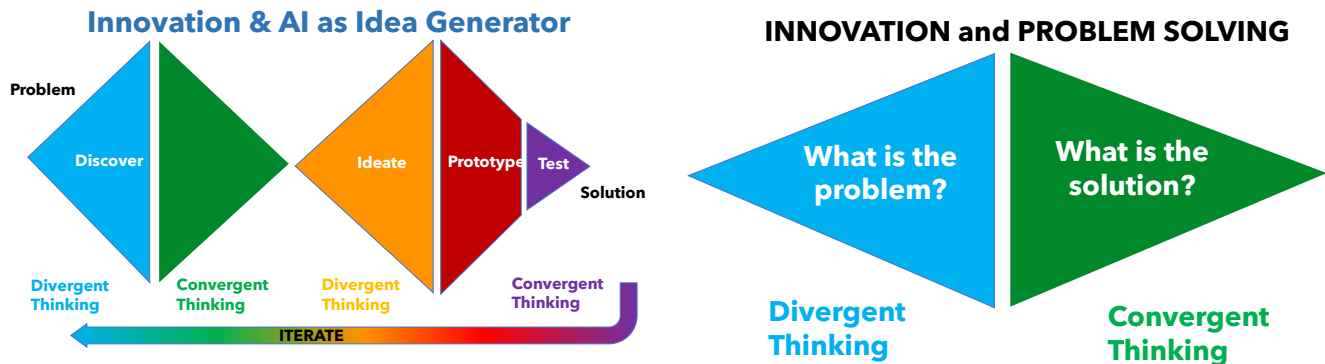 Innovation & AI as Idea Generator
Problem
Discover
Ideate
Prototype
Test
Solution
Divergent
Thinking
Convergent
Thinking
Divergent
Thinking
Convergent
Thinking
ITERATE
INNOVATION and PROBLEM SOLVING
What is the
problem?
What is the
solution?
Divergent
Thinking
Convergent
Thinking